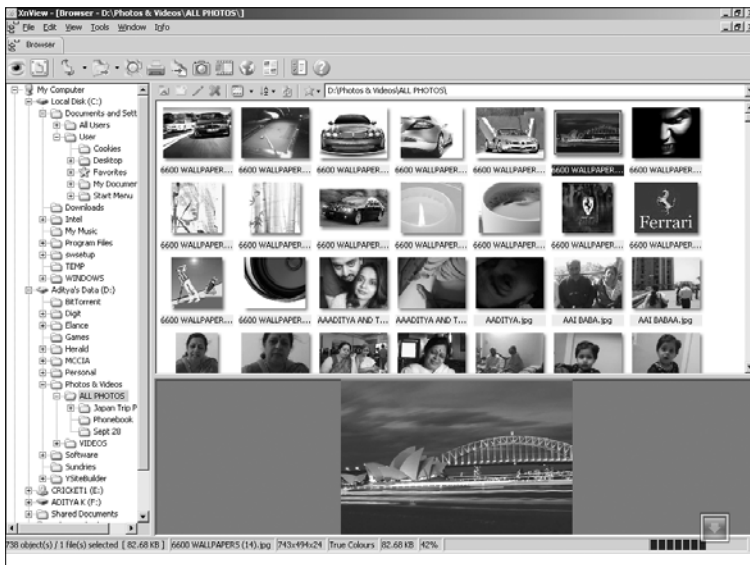 XnView - [Browser - D:\Photos & Videos\ALL PHOTOS\]
File Edit View Tools Window Info
Browser
D:\Photos & Videos\ALL PHOTOS\
My Computer
Local Disk (C:)
Documents and Sett
All Users
User
Cookies
Desktop
Favorites
My Documer
Start Menu
Downloads
Intel
My Music
Program Files
swsetup
TEMP
WINDOWS
Aditya's Data (D:)
BitTorrent
Digit
Elance
Games
Herald
MCCIA
Personal
Photos & Videos
ALL PHOTOS
Japan Trip P
Phonebook
Sept 28
VIDEOS
Software
Sundries
YSiteBuilder
CRICKET1 (E:)
ADITYA K (F:)
Shared Documents
6600 WALLPAPER... 6600 WALLPAPER... 6600 WALLPAPER... 6600 WALLPAPER... 6600 WALLPAPER... 6600 WALLPAPER... 6600 WALLPAPER...
Ferrari
6600 WALLPAPER... 6600 WALLPAPER... 6600 WALLPAPER... 6600 WALLPAPER... 6600 WALLPAPER... 6600 WALLPAPER... 6600 WALLPAPER...
6600 WALLPAPER... 6600 WALLPAPER... AAADITYA AND T... AAADITYA AND T... AADITYA.jpg AAI BABA.jpg AAI BABAA.jpg
738 object(s) / 1 file(s) selected [ 82.68 KB ] 6600 WALLPAPERS (14).jpg 743x494x24 True Colours 82.68 KB 42%